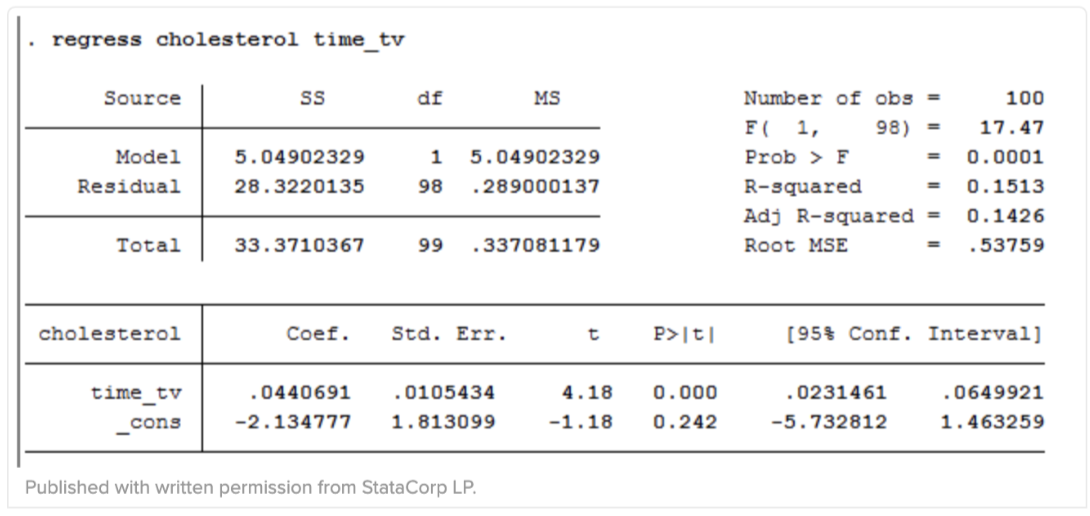 . regress cholesterol time_tv
Source SS df MS Number of obs = 100
F( 1, 98) = 17.47
Model 5.04902329 1 5.04902329 Prob > F = 0.0001
Residual 28.3220135 98 .289000137 R-squared = 0.1513
Adj R-squared = 0.1426
Total 33.3710367 99 .337081179 Root MSE = .53759
cholesterol Coef. Std. Err. t P>|t| [95% Conf. Interval]
time_tv .0440691 .0105434 4.18 0.000 .0231461 .0649921
_cons -2.134777 1.813099 -1.18 0.242 -5.732812 1.463259
Published with written permission from StataCorp LP.